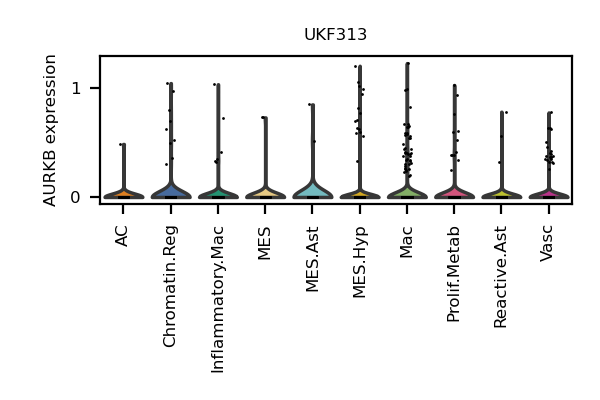 UKF313
AURKB expression
1
0
AC
Chromatin.Reg
Inflammatory.Mac
MES
MES.Ast
MES.Hyp
Mac
Prolif.Metab
Reactive.Ast
Vasc